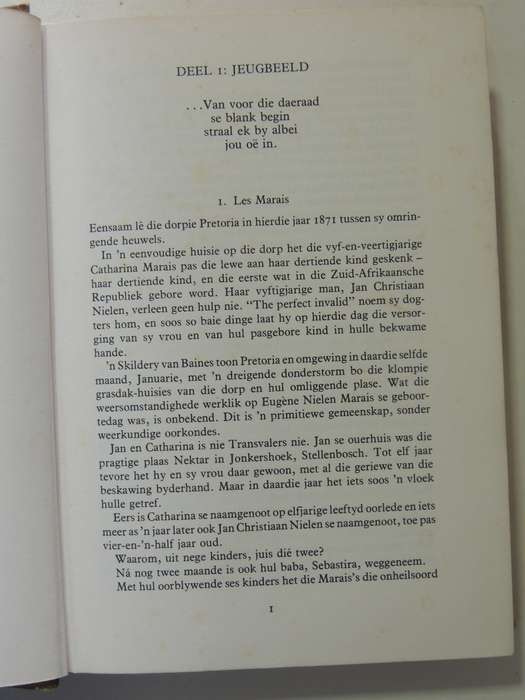 DEEL 1: JEUGBEELD
...Van voor die daeraad
se blank begin
straal ek by albei
jou oë in.
1. Les Marais
Eensaam lê die dorpie Pretoria in hierdie jaar 1871 tussen sy omrin-
gende heuwels.
In 'n eenvoudige huisie op die dorp het die vyf-en-veertigjarige
Catharina Marais pas die lewe aan haar dertiende kind geskenk –
haar dertiende kind, en die eerste wat in die Zuid-Afrikaansche
Republiek gebore word. Haar vyftigjarige man, Jan Christiaan
Nielen, verleen geen hulp nie. "The perfect invalid" noem sy dog-
ters hom, en soos so baie dinge laat hy op hierdie dag die versor-
ging van sy vrou en van hul pasgebore kind in hulle bekwame
hande.
'n Skildery van Baines toon Pretoria en omgewing in daardie selfde
maand, Januarie, met 'n dreigende donderstorm bo die klompie
grasdak-huisies van die dorp en hul omliggende plase. Wat die
weersomstandighede werklik op Eugène Nielen Marais se geboor-
tedag was, is onbekend. Dit is 'n primitiewe gemeenskap, sonder
weerkundige oorkondes.
Jan en Catharina is nie Transvalers nie. Jan se ouerhuis was die
pragtige plaas Nektar in Jonkershoek, Stellenbosch. Tot elf jaar
tevore het hy en sy vrou daar gewoon, met al die geriewe van die
beskawing byderhand. Maar in daardie jaar het iets soos 'n vloek
hulle getref.
Eers is Catharina se naamgenoot op elfjarige leeftyd oorlede en iets
meer as 'n jaar later ook Jan Christiaan Nielen se naamgenoot, toe pas
vier-en-'n-half jaar oud.
Waarom, uit nege kinders, juis dié twee?
Ná nog twee maande is ook hul baba, Sebastira, weggeneem.
Met hul oorblywende ses kinders het die Marais's die onheilsoord
1